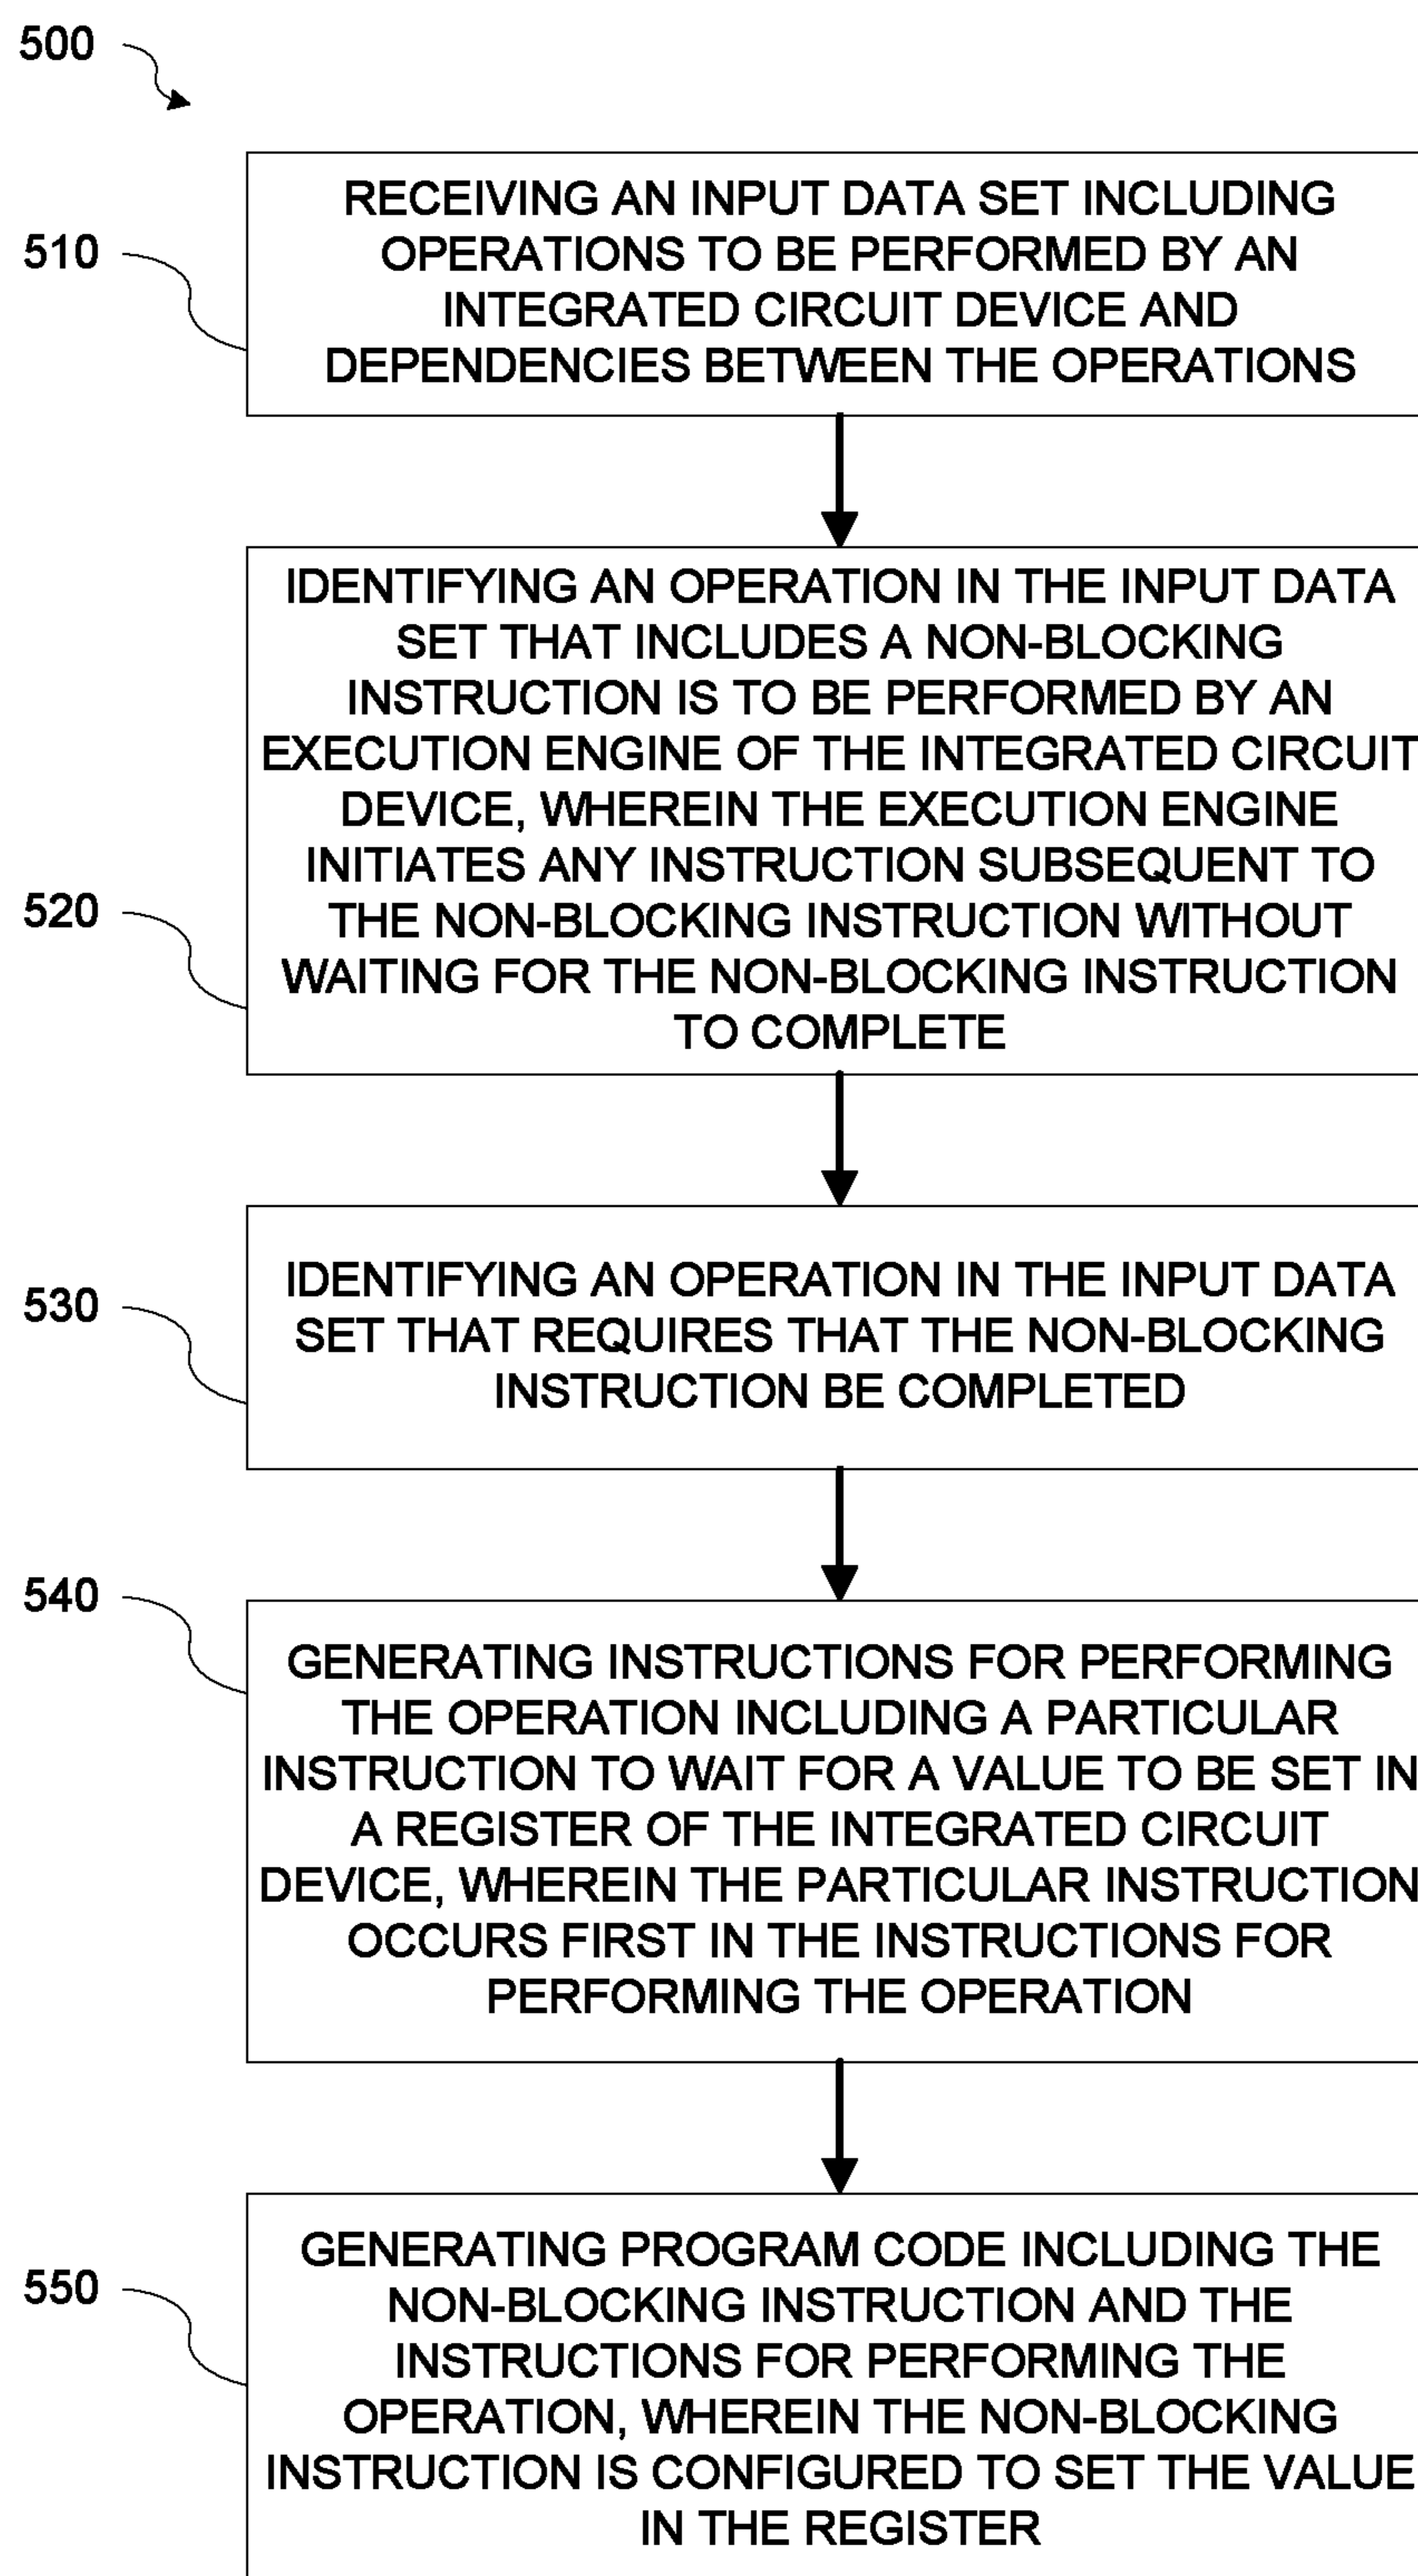 500
510
RECEIVING AN INPUT DATA SET INCLUDING
OPERATIONS TO BE PERFORMED BY AN
INTEGRATED CIRCUIT DEVICE AND
DEPENDENCIES BETWEEN THE OPERATIONS
520
IDENTIFYING AN OPERATION IN THE INPUT DATA
SET THAT INCLUDES A NON-BLOCKING
INSTRUCTION IS TO BE PERFORMED BY AN
EXECUTION ENGINE OF THE INTEGRATED CIRCUIT
DEVICE, WHEREIN THE EXECUTION ENGINE
INITIATES ANY INSTRUCTION SUBSEQUENT TO
THE NON-BLOCKING INSTRUCTION WITHOUT
WAITING FOR THE NON-BLOCKING INSTRUCTION
TO COMPLETE
530
IDENTIFYING AN OPERATION IN THE INPUT DATA
SET THAT REQUIRES THAT THE NON-BLOCKING
INSTRUCTION BE COMPLETED
540
GENERATING INSTRUCTIONS FOR PERFORMING
THE OPERATION INCLUDING A PARTICULAR
INSTRUCTION TO WAIT FOR A VALUE TO BE SET IN
A REGISTER OF THE INTEGRATED CIRCUIT
DEVICE, WHEREIN THE PARTICULAR INSTRUCTION
OCCURS FIRST IN THE INSTRUCTIONS FOR
PERFORMING THE OPERATION
550
GENERATING PROGRAM CODE INCLUDING THE
NON-BLOCKING INSTRUCTION AND THE
INSTRUCTIONS FOR PERFORMING THE
OPERATION, WHEREIN THE NON-BLOCKING
INSTRUCTION IS CONFIGURED TO SET THE VALUE
IN THE REGISTER